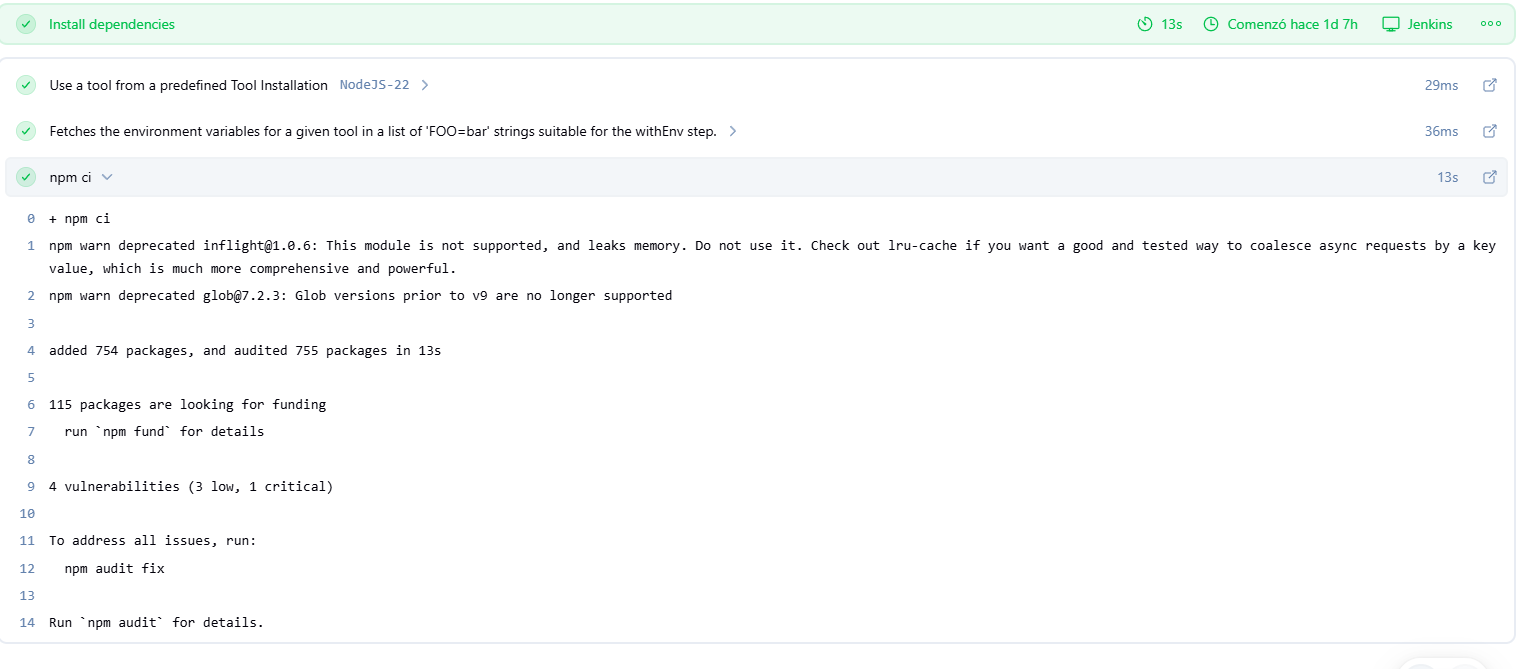 Install dependencies 13s Comenzó hace 1d 7h Jenkins
Use a tool from a predefined Tool Installation NodeJS-22 29ms
Fetches the environment variables for a given tool in a list of 'FOO=bar' strings suitable for the withEnv step. 36ms
npm ci 13s
0 + npm ci
1 npm warn deprecated inflight@1.0.6: This module is not supported, and leaks memory. Do not use it. Check out lru-cache if you want a good and tested way to coalesce async requests by a key
value, which is much more comprehensive and powerful.
2 npm warn deprecated glob@7.2.3: Glob versions prior to v9 are no longer supported
3
4 added 754 packages, and audited 755 packages in 13s
5
6 115 packages are looking for funding
7 run `npm fund` for details
8
9 4 vulnerabilities (3 low, 1 critical)
10
11 To address all issues, run:
12 npm audit fix
13
14 Run `npm audit` for details.